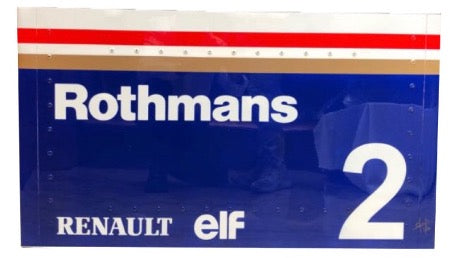 Rothmans
2
RENAULT elf